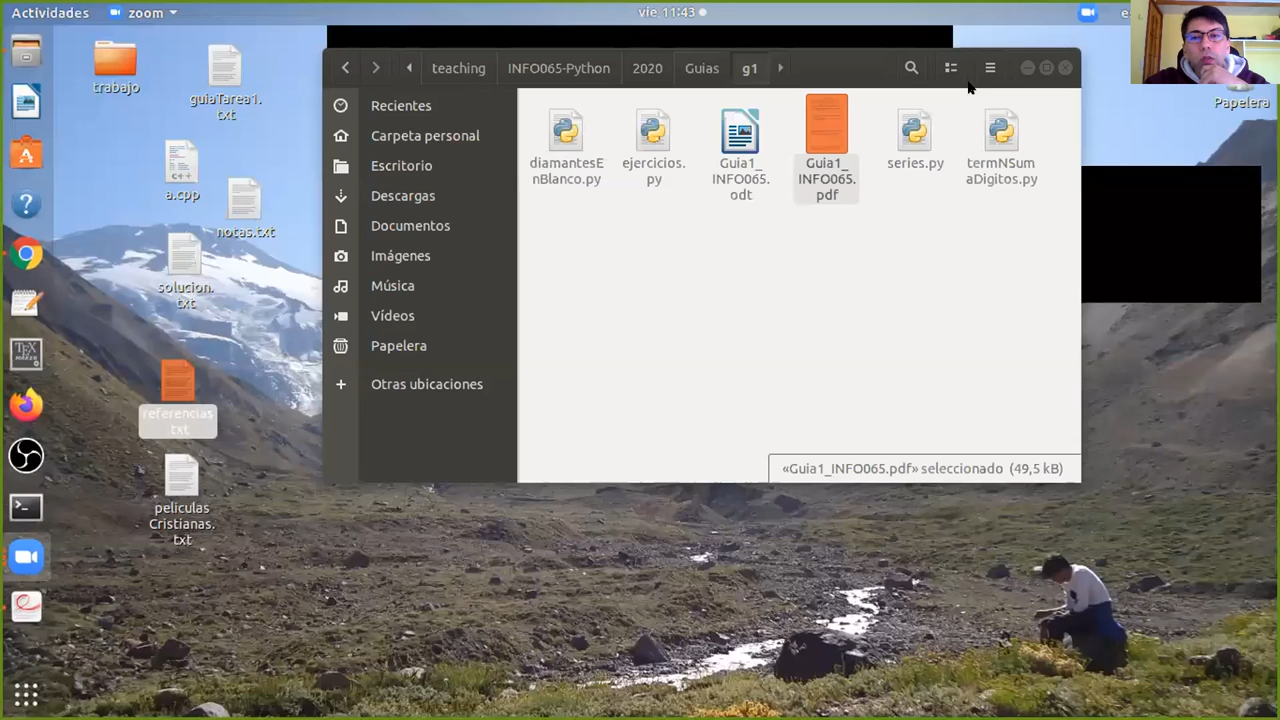 Actividades
zoom
vie 11:43
teaching
INFO065-Python
2020
Guias
g1
trabajo
guiaTarea1.
txt
a.cpp
notas.txt
solucion.
txt
referencias
txt
peliculas
Cristianas.
txt
Recientes
Carpeta personal
Escritorio
Descargas
Documentos
Imágenes
Música
Vídeos
Papelera
Otras ubicaciones
diamantesE
nBlanco.py
ejercicios.
py
Guia1_
INFO065.
odt
Guia1_
INFO065.
pdf
series.py
termNSum
aDigitos.py
«Guia1_INFO065.pdf» seleccionado (49,5 kB)
Papelera